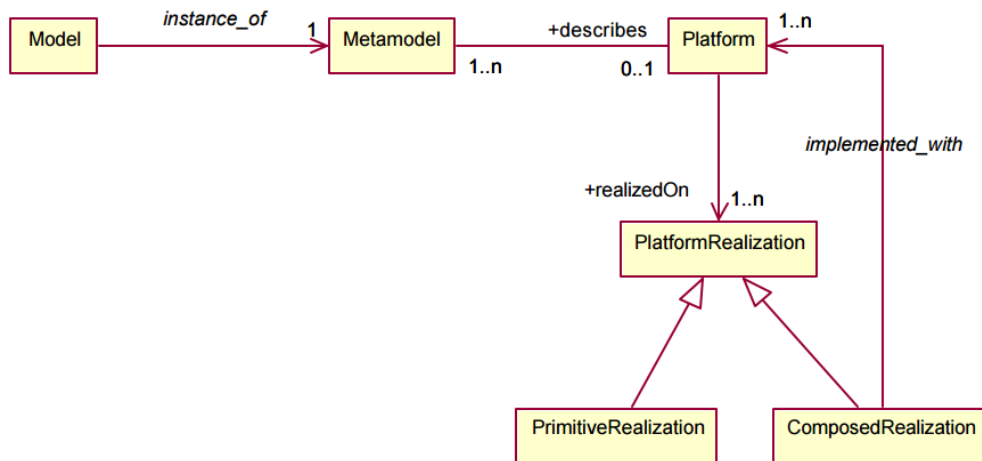 instance_of
1..n
Model
1
Metamodel
+describes
Platform
1..n
0..1
implemented_with
+realizedOn
1..n
PlatformRealization
PrimitiveRealization
ComposedRealization